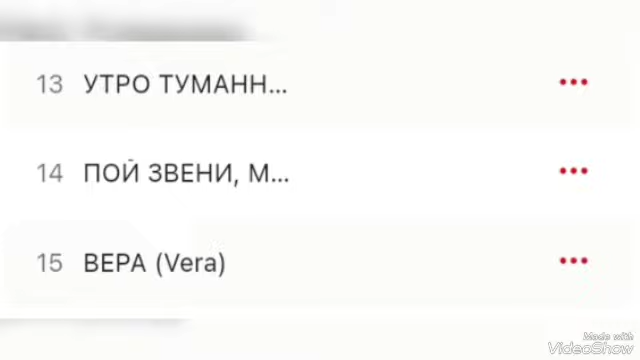 13 УТРО ТУМАНН...
14 ПОЙ ЗВЕНИ, М...
15 ВЕРА (Vera)
Made with
VideoShow